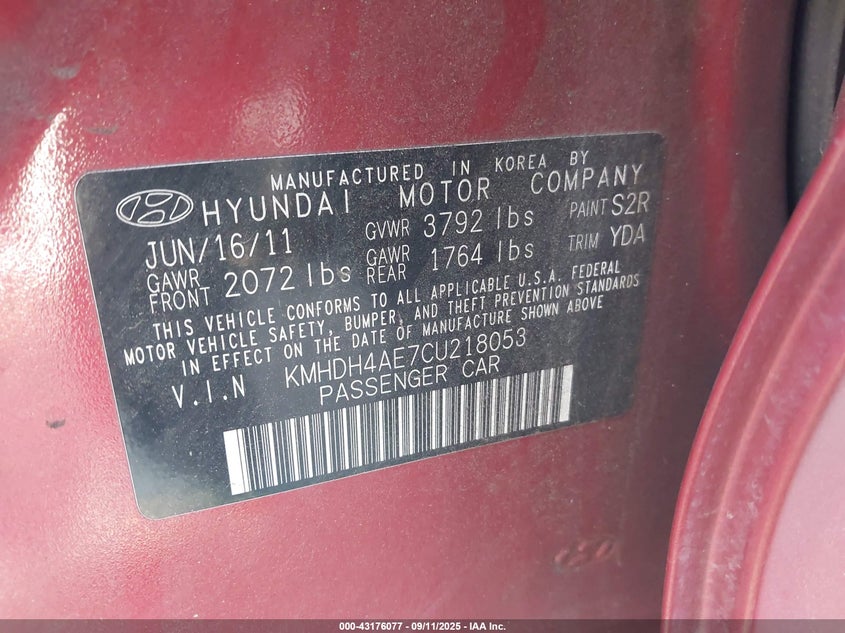 MANUFACTURED IN KOREA BY
HYUNDAI MOTOR COMPANY
JUN/16/11 GVWR 3792 lbs PAINT S2R
GAWR FRONT 2072 lbs GAWR REAR 1764 lbs TRIM YDA
THIS VEHICLE CONFORMS TO ALL APPLICABLE U.S.A. FEDERAL
MOTOR VEHICLE SAFETY, BUMPER, AND THEFT PREVENTION STANDARDS
IN EFFECT ON THE DATE OF MANUFACTURE SHOWN ABOVE
V.I.N KMHDH4AE7CU218053
PASSENGER CAR
000-43176077 - 09/11/2025 - IAA Inc.